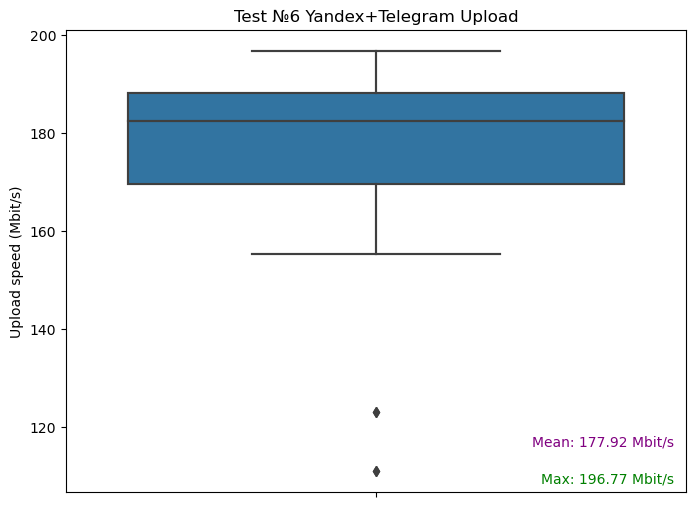 Test №6 Yandex+Telegram Upload
200
180
160
140
120
Upload speed (Mbit/s)
Mean: 177.92 Mbit/s
Max: 196.77 Mbit/s